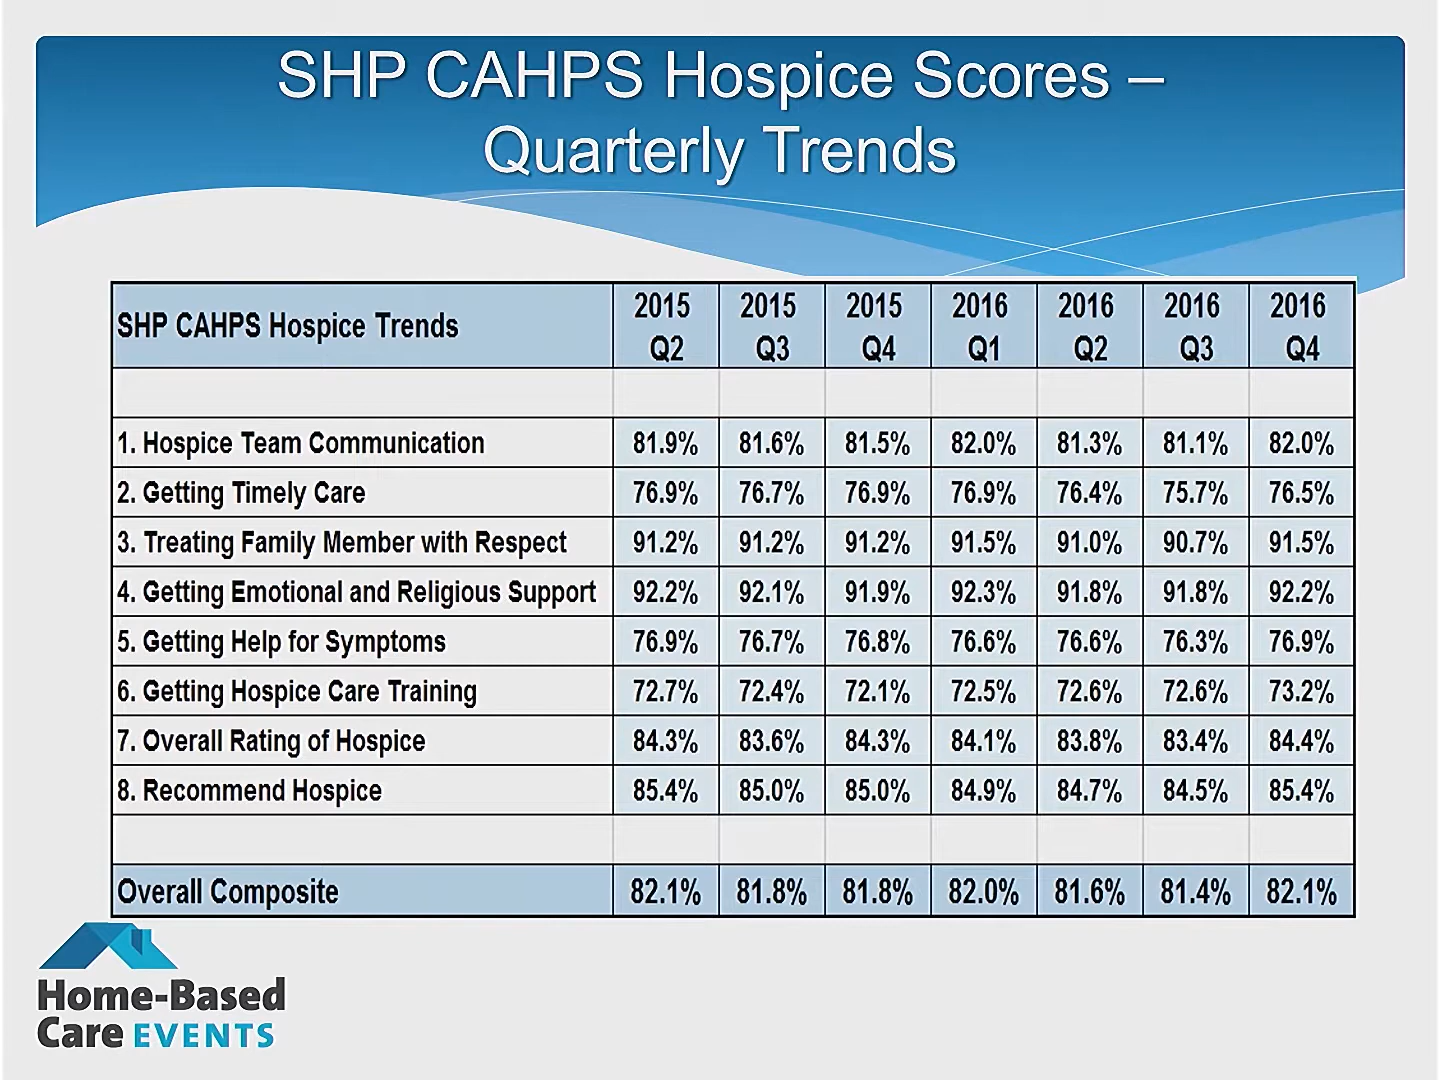 SHP CAHPS Hospice Scores –
Quarterly Trends
SHP CAHPS Hospice Trends 2015 Q2 2015 Q3 2015 Q4 2016 Q1 2016 Q2 2016 Q3 2016 Q4
1. Hospice Team Communication 81.9% 81.6% 81.5% 82.0% 81.3% 81.1% 82.0%
2. Getting Timely Care 76.9% 76.7% 76.9% 76.9% 76.4% 75.7% 76.5%
3. Treating Family Member with Respect 91.2% 91.2% 91.2% 91.5% 91.0% 90.7% 91.5%
4. Getting Emotional and Religious Support 92.2% 92.1% 91.9% 92.3% 91.8% 91.8% 92.2%
5. Getting Help for Symptoms 76.9% 76.7% 76.8% 76.6% 76.6% 76.3% 76.9%
6. Getting Hospice Care Training 72.7% 72.4% 72.1% 72.5% 72.6% 72.6% 73.2%
7. Overall Rating of Hospice 84.3% 83.6% 84.3% 84.1% 83.8% 83.4% 84.4%
8. Recommend Hospice 85.4% 85.0% 85.0% 84.9% 84.7% 84.5% 85.4%
Overall Composite 82.1% 81.8% 81.8% 82.0% 81.6% 81.4% 82.1%
Home-Based
Care EVENTS